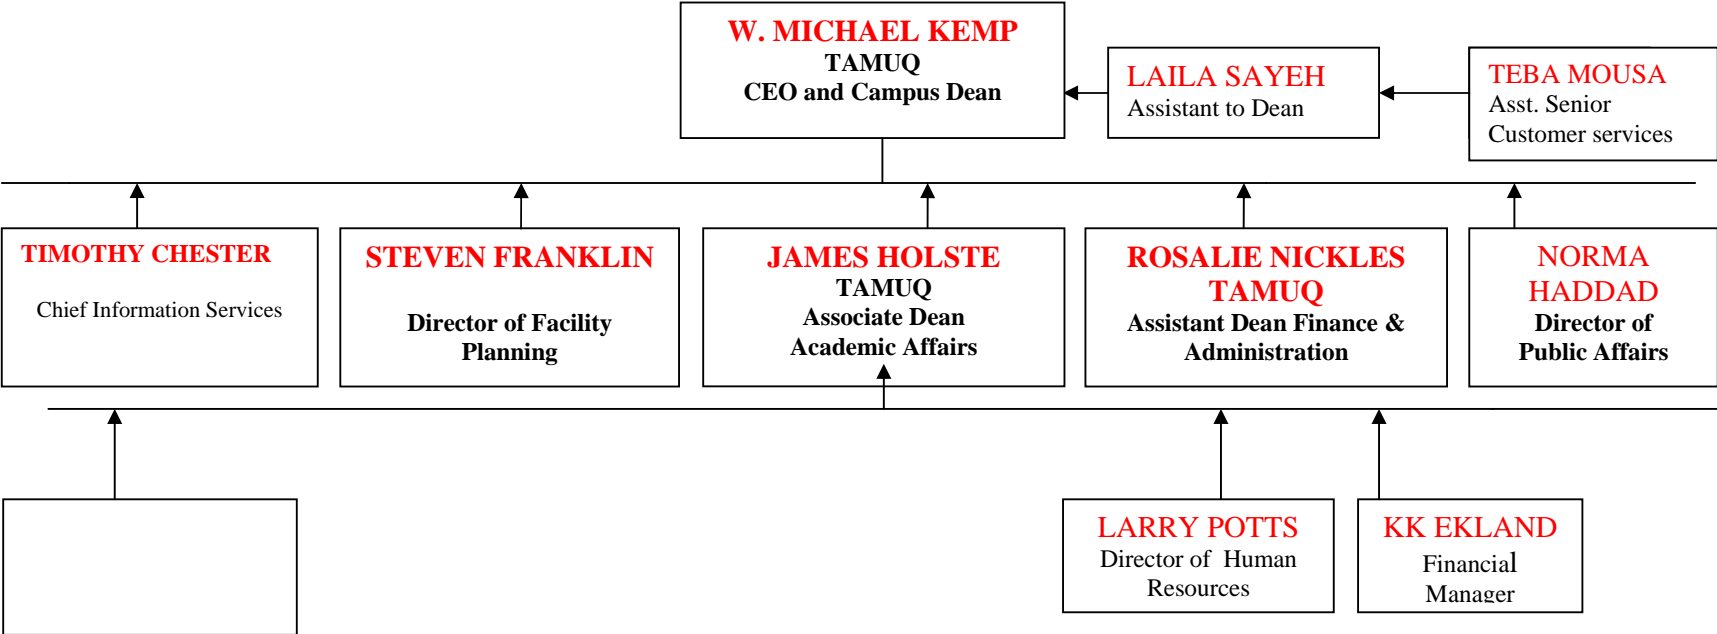 W. MICHAEL KEMP
TAMUQ
CEO and Campus Dean
LAILA SAYEH
Assistant to Dean
TEBA MOUSA
Asst. Senior
Customer services
TIMOTHY CHESTER
Chief Information Services
STEVEN FRANKLIN
Director of Facility
Planning
JAMES HOLSTE
TAMUQ
Associate Dean
Academic Affairs
ROSALIE NICKLES
TAMUQ
Assistant Dean Finance &
Administration
NORMA
HADDAD
Director of
Public Affairs
LARRY POTTS
Director of Human
Resources
KK EKLAND
Financial
Manager